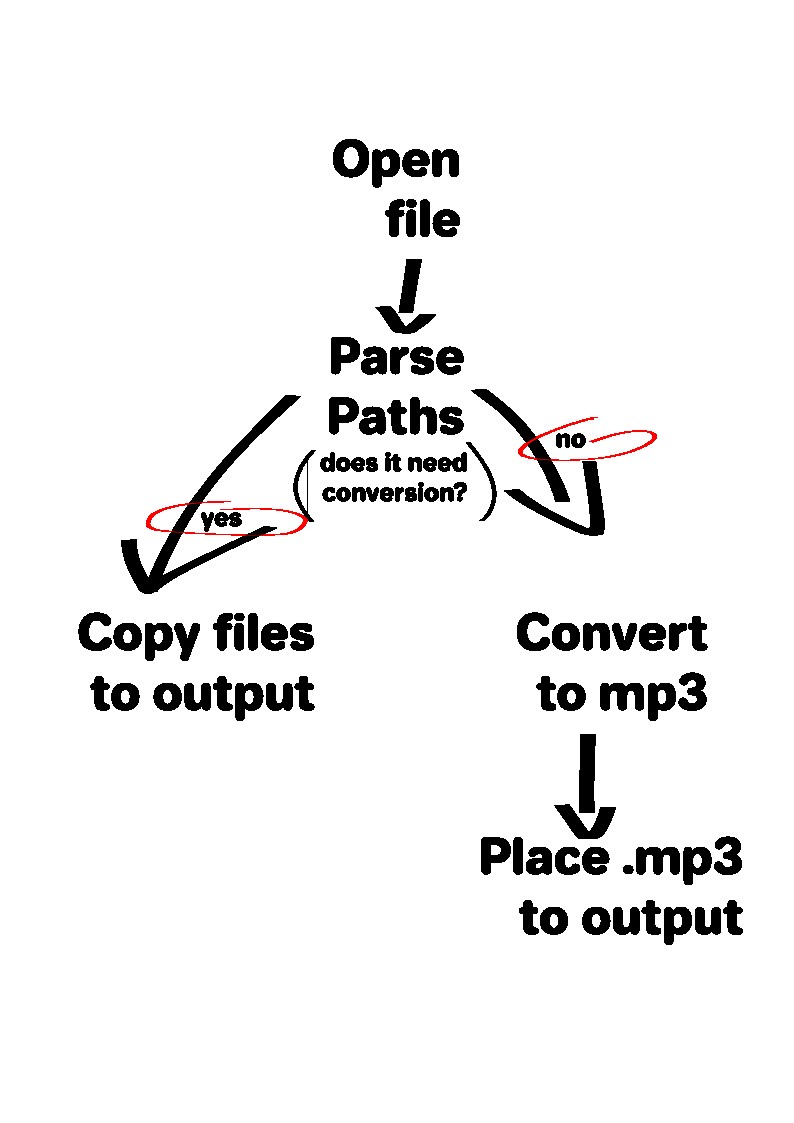 Open
file
Parse
Paths
does it need
conversion?
no
yes
Copy files
to output
Convert
to mp3
Place .mp3
to output